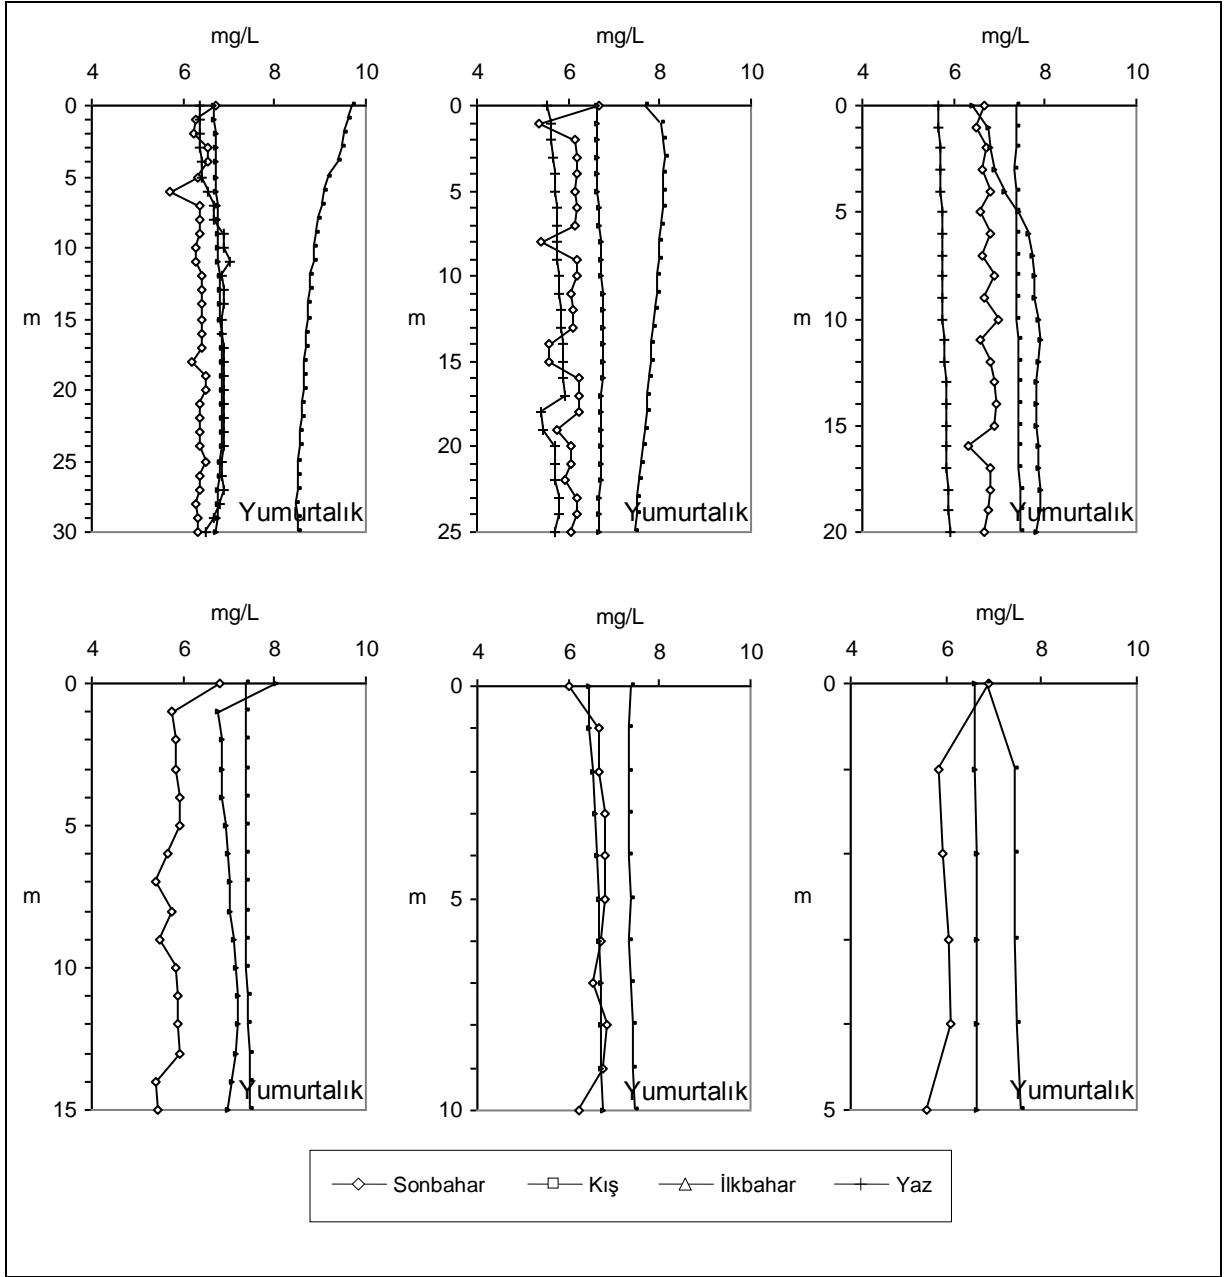 mg/L mg/L mg/L
4 6 8 10 4 6 8 10 4 6 8 10
0 0 0
5 5 5
10 10 10
m 15 m 15 m
20 20 15
25
Yumurtalık Yumurtalık Yumurtalık
30 25 20
mg/L mg/L mg/L
4 6 8 10 4 6 8 10 4 6 8 10
0 0 0
5
m m 5 m
10
Yumurtalık Yumurtalık Yumurtalık
15 10 5
Sonbahar Kış İlkbahar Yaz